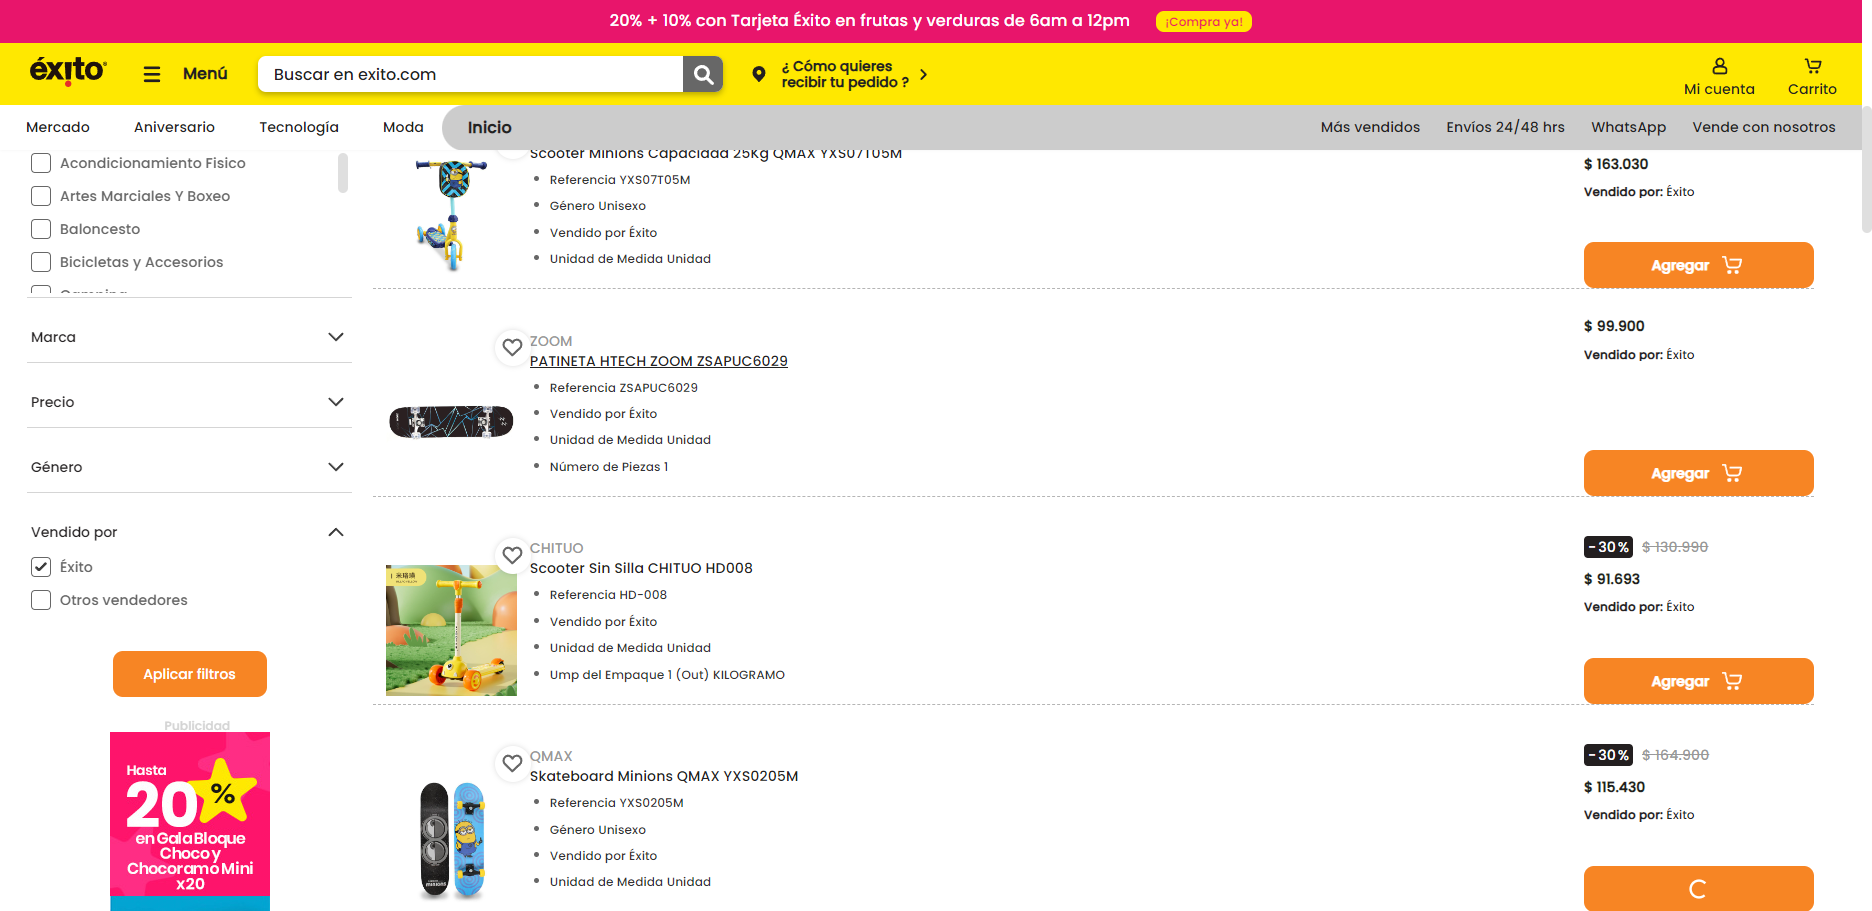 20% + 10% con Tarjeta Éxito en frutas y verduras de 6am a 12pm
¡Compra ya!
éxito
Menú
Buscar en exito.com
¿ Cómo quieres
recibir tu pedido ?
Mi cuenta
Carrito
Mercado
Aniversario
Tecnología
Moda
Inicio
Más vendidos
Envíos 24/48 hrs
WhatsApp
Vende con nosotros
Acondicionamiento Fisico
Artes Marciales Y Boxeo
Baloncesto
Bicicletas y Accesorios
Marca
Precio
Género
Vendido por
Éxito
Otros vendedores
Aplicar filtros
Publicidad
Hasta
20%
en Gala Bloque
Choco y
Chocoramo Mini
x20
Scooter Minions Capacidad 25Kg QMAX YXS07T05M
Referencia YXS07T05M
Género Unisexo
Vendido por Éxito
Unidad de Medida Unidad
$ 163.030
Vendido por: Éxito
Agregar
ZOOM
PATINETA HTECH ZOOM ZSAPUC6029
Referencia ZSAPUC6029
Vendido por Éxito
Unidad de Medida Unidad
Número de Piezas 1
$ 99.900
Vendido por: Éxito
Agregar
CHITUO
Scooter Sin Silla CHITUO HD008
Referencia HD-008
Vendido por Éxito
Unidad de Medida Unidad
Ump del Empaque 1 (Out) KILOGRAMO
-30% $ 130.990
$ 91.693
Vendido por: Éxito
Agregar
QMAX
Skateboard Minions QMAX YXS0205M
Referencia YXS0205M
Género Unisexo
Vendido por Éxito
Unidad de Medida Unidad
-30% $ 164.900
$ 115.430
Vendido por: Éxito